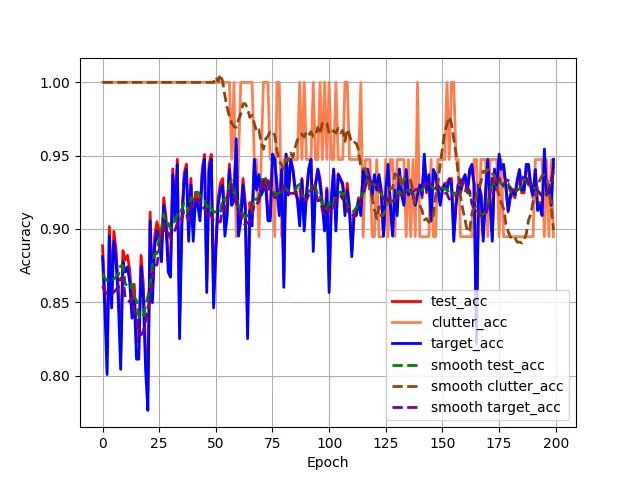 1.00
0.95
0.90
0.85
0.80
Accuracy
0 25 50 75 100 125 150 175 200
Epoch
test_acc
clutter_acc
target_acc
smooth test_acc
smooth clutter_acc
smooth target_acc